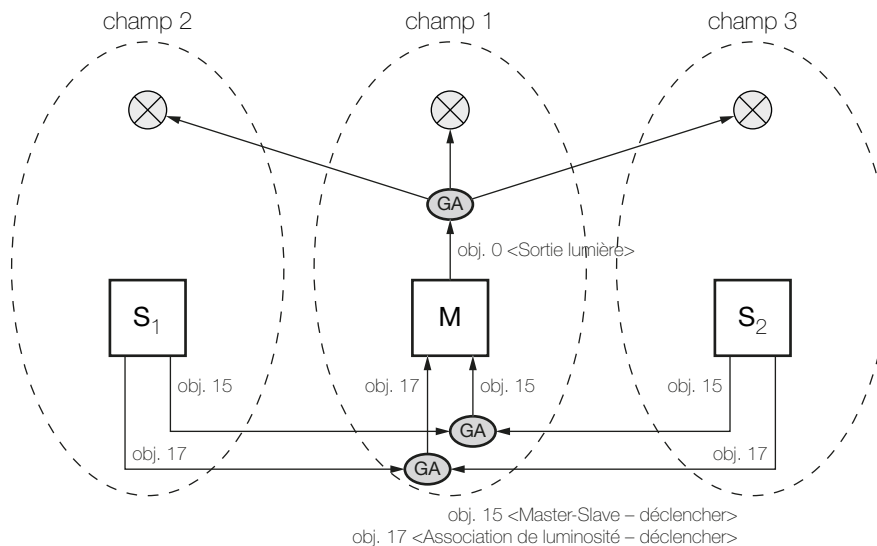 champ 2 champ 1 champ 3
GA
obj. 0 <Sortie lumière>
S1 M S2
obj. 15 obj. 17 obj. 15 obj. 15
GA
obj. 17 GA obj. 17
obj. 15 <Master-Slave – déclencher>
obj. 17 <Association de luminosité – déclencher>